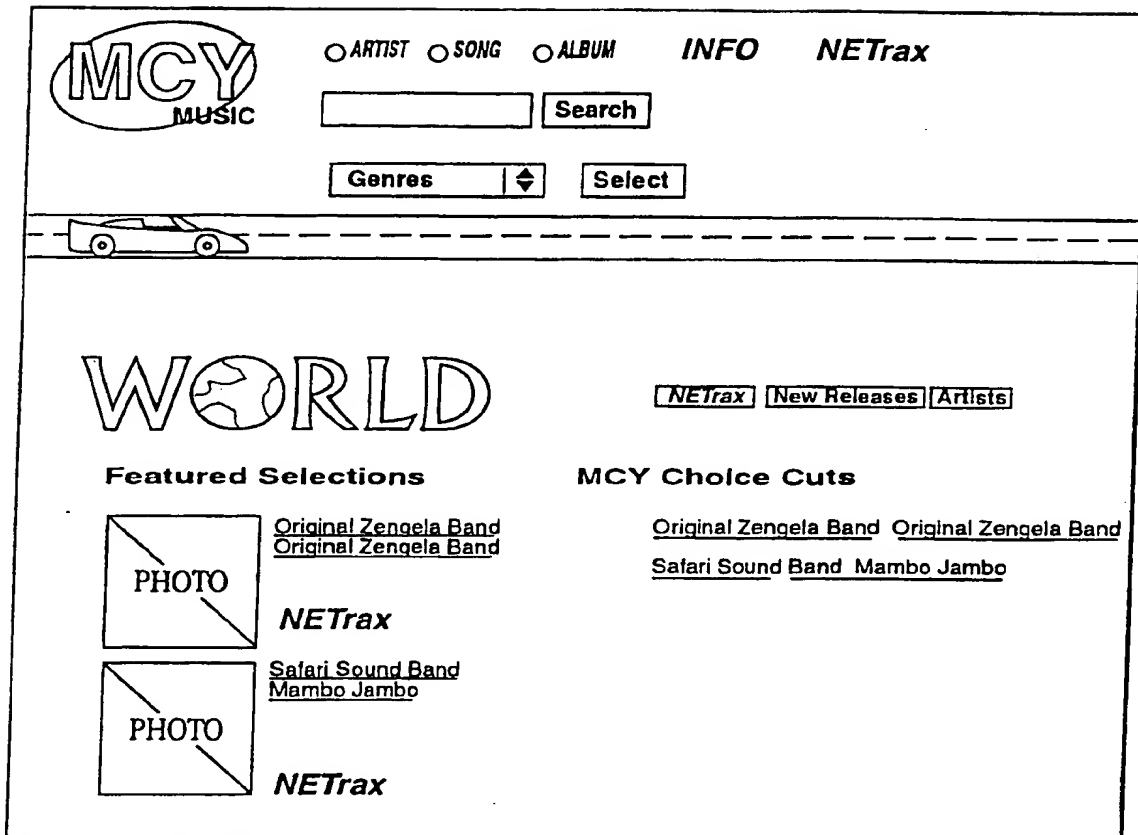 MCY
MUSIC
ARTIST SONG ALBUM INFO NETrax
Search
Genres Select
WORLD
NETrax New Releases Artists
Featured Selections
Original Zengela Band
Original Zengela Band
PHOTO
NETrax
Safari Sound Band
Mambo Jambo
PHOTO
NETrax
MCY Choice Cuts
Original Zengela Band Original Zengela Band
Safari Sound Band Mambo Jambo